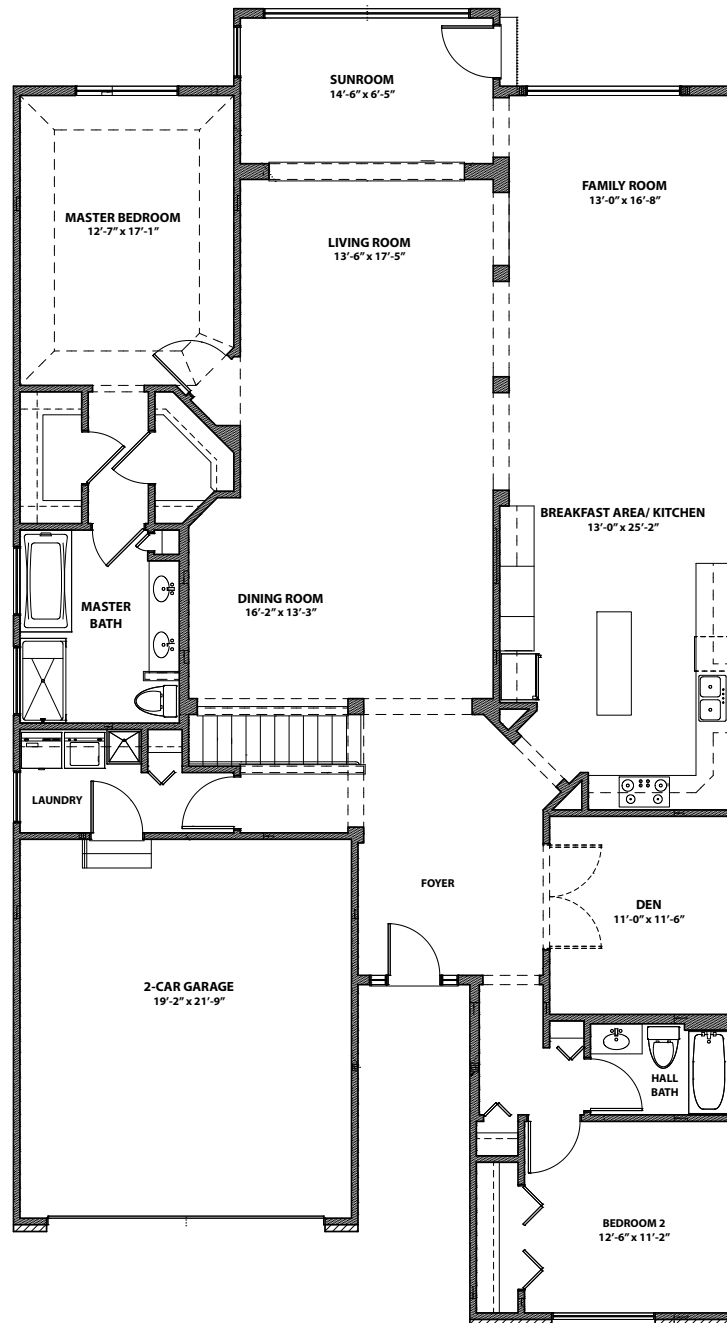 SUNROOM
14'-6" x 6'-5"
FAMILY ROOM
13'-0" x 16'-8"
MASTER BEDROOM
12'-7" x 17'-1"
LIVING ROOM
13'-6" x 17'-5"
BREAKFAST AREA/ KITCHEN
13'-0" x 25'-2"
DINING ROOM
16'-2" x 13'-3"
MASTER
BATH
LAUNDRY
FOYER
DEN
11'-0" x 11'-6"
2-CAR GARAGE
19'-2" x 21'-9"
HALL
BATH
BEDROOM 2
12'-6" x 11'-2"